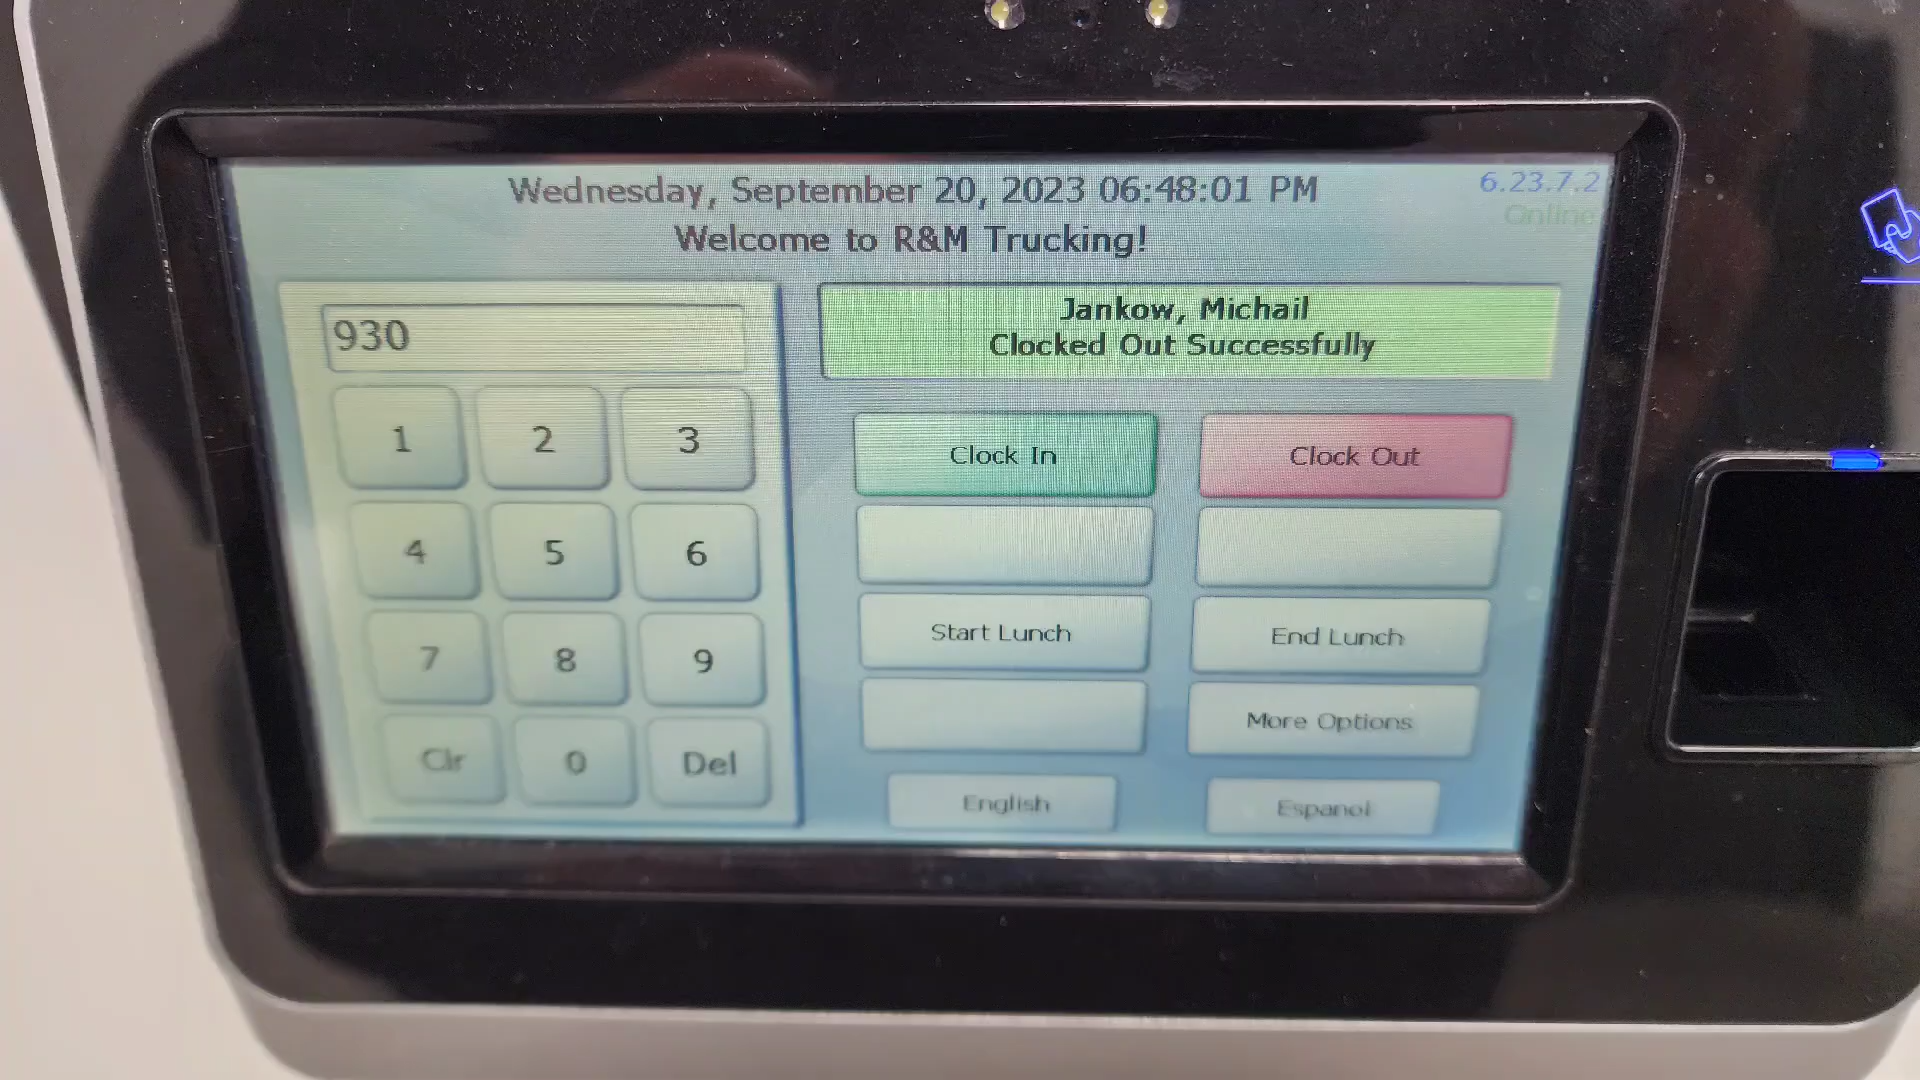 Wednesday, September 20, 2023 06:48:01 PM
6.23.7.2
Online
Welcome to R&M Trucking!
930
Jankow, Michail
Clocked Out Successfully
1 2 3
Clock In
Clock Out
4 5 6
Start Lunch
End Lunch
7 8 9
More Options
Clr 0 Del
English
Espanol